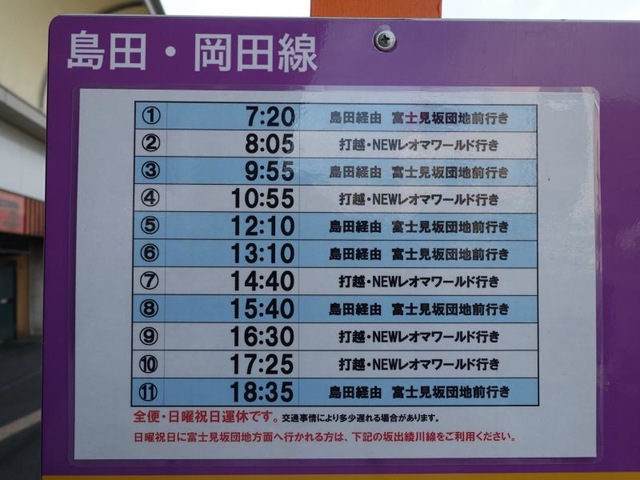 島田・岡田線
① 7:20 島田経由 富士見坂団地前行き
② 8:05 打越・NEWレオマワールド行き
③ 9:55 島田経由 富士見坂団地前行き
④ 10:55 打越・NEWレオマワールド行き
⑤ 12:10 島田経由 富士見坂団地前行き
⑥ 13:10 島田経由 富士見坂団地前行き
⑦ 14:40 打越・NEWレオマワールド行き
⑧ 15:40 島田経由 富士見坂団地前行き
⑨ 16:30 打越・NEWレオマワールド行き
⑩ 17:25 打越・NEWレオマワールド行き
⑪ 18:35 島田経由 富士見坂団地前行き
全便・日曜祝日運休です。交通事情により多少遅れる場合があります。
日曜祝日に富士見坂団地方面へ行かれる方は、下記の坂出綾川線をご利用ください。